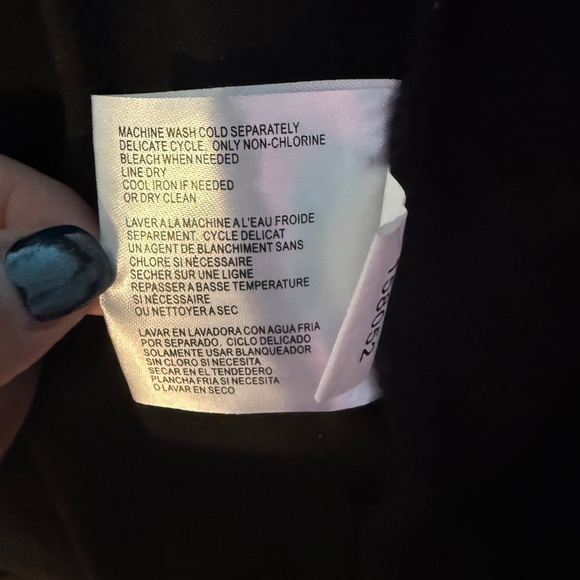 MACHINE WASH COLD SEPARATELY
DELICATE CYCLE. ONLY NON-CHLORINE
BLEACH WHEN NEEDED
LINE DRY
COOL IRON IF NEEDED
OR DRY CLEAN
LAVER A LA MACHINE A L'EAU FROIDE
SEPAREMENT. CYCLE DELICAT
UN AGENT DE BLANCHIMENT SANS
CHLORE SI NÉCESSAIRE
SECHER SUR UNE LIGNE
REPASSER A BASSE TEMPERATURE
SI NÉCESSAIRE
OU NETTOYER A SEC
LAVAR EN LAVADORA CON AGUA FRIA
POR SEPARADO. CICLO DELICADO
SOLAMENTE USAR BLANQUEADOR
SIN CLORO SI NECESITA
SECAR EN EL TENDEDERO
PLANCHA FRIA SI NECESITA
O LAVAR EN SECO